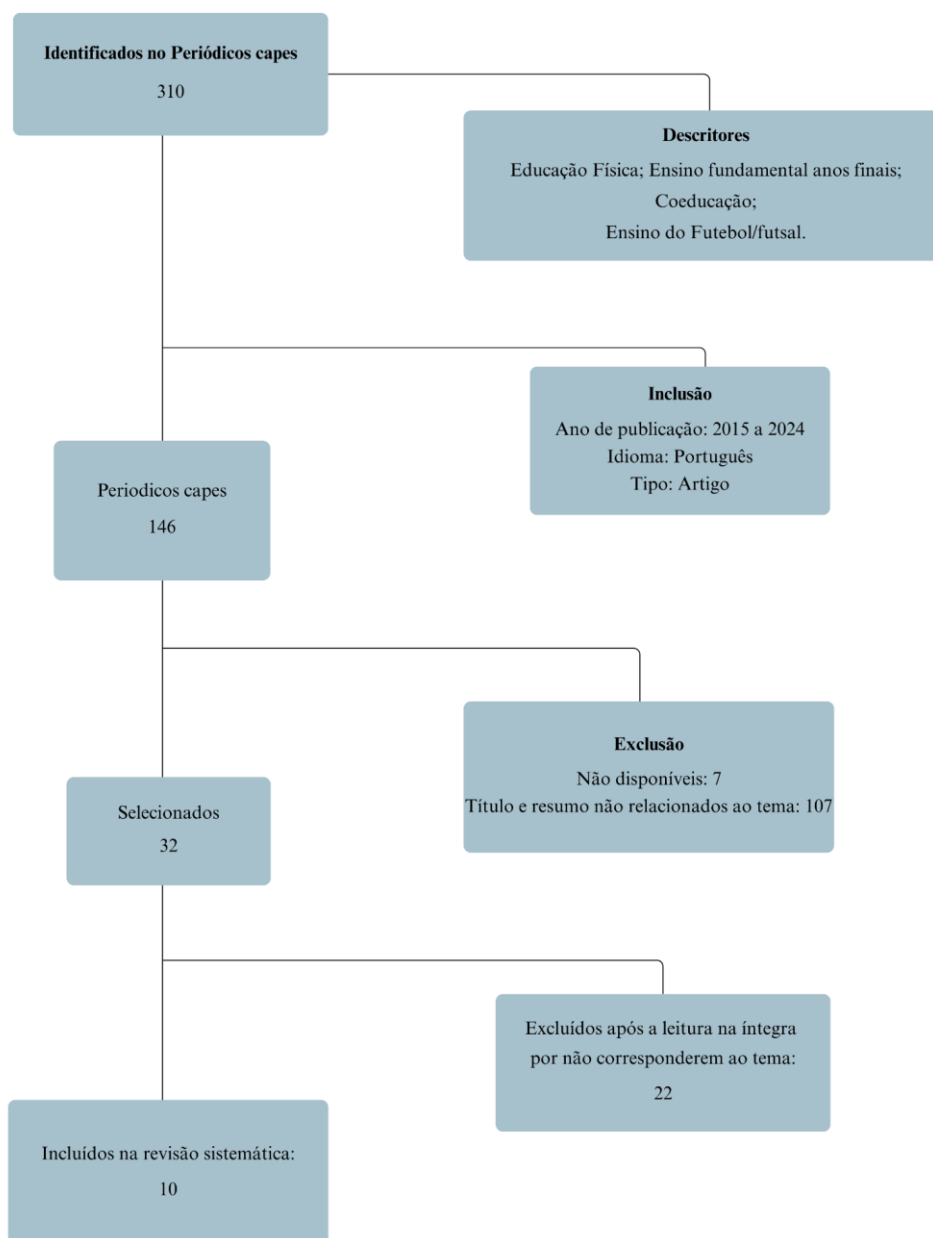 Identificados no Periódicos capes
310
Descritores
Educação Física; Ensino fundamental anos finais;
Coeducação;
Ensino do Futebol/futsal.
Inclusão
Ano de publicação: 2015 a 2024
Idioma: Português
Tipo: Artigo
Periodicos capes
146
Exclusão
Não disponíveis: 7
Título e resumo não relacionados ao tema: 107
Selecionados
32
Excluídos após a leitura na íntegra
por não corresponderem ao tema:
22
Incluídos na revisão sistemática:
10